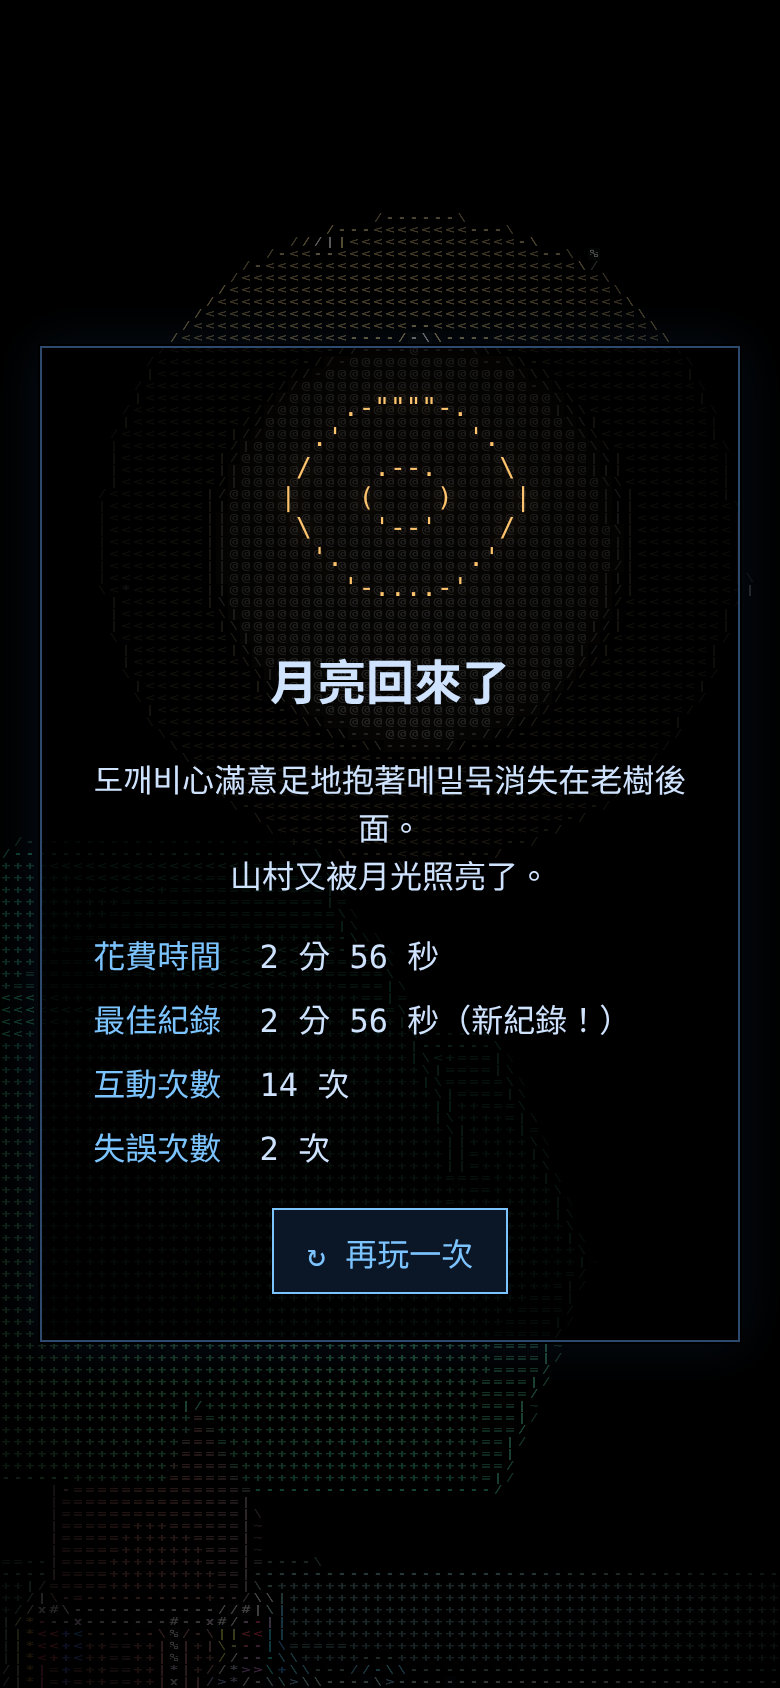 月亮回來了
도깨비心滿意足地抱著메밀묵消失在老樹後
面。
山村又被月光照亮了。
花費時間 2 分 56 秒
最佳紀錄 2 分 56 秒（新紀錄！）
互動次數 14 次
失誤次數 2 次
↻ 再玩一次